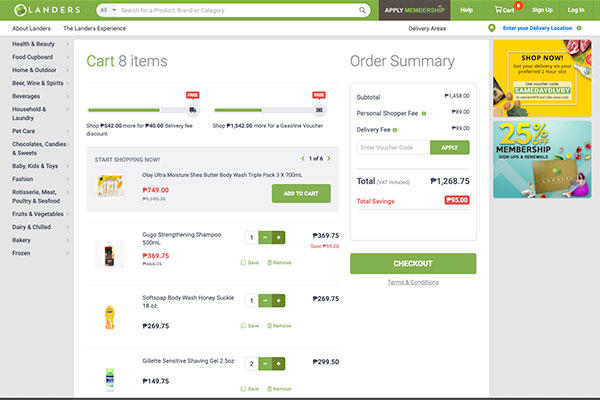 LANDERS
All
Search for a Product, Brand or Category
APPLY MEMBERSHIP
Help
Cart
8
Sign Up
Log In
About Landers
The Landers Experience
Delivery Areas
Enter your Delivery Location
Health & Beauty
Food Cupboard
Home & Outdoor
Beer, Wine & Spirits
Beverages
Household &
Laundry
Pet Care
Chocolates, Candies
& Sweets
Baby, Kids & Toys
Fashion
Rotisserie, Meat,
Poultry & Seafood
Fruits & Vegetables
Dairy & Chilled
Bakery
Frozen
Cart 8 items
FREE
FREE
Shop ₱542.00 more for ₱40.00 delivery fee
discount
Shop ₱1,542.00 more for a Gasoline Voucher
START SHOPPING NOW!
1 of 6
Olay Ultra Moisture Shea Butter Body Wash Triple Pack 3 X 700mL
₱749.00
ADD TO CART
Gugo Strengthening Shampoo
500mL
₱369.75
₱464.75
1
-
+
₱369.75
Save ₱95.00
Save
Remove
Softsoap Body Wash Honey Suckle
18 oz.
₱269.75
1
-
+
₱269.75
Save
Remove
Gillette Sensitive Shaving Gel 2.5oz
₱149.75
2
-
+
₱299.50
Save
Remove
Order Summary
Subtotal
₱1,458.00
Personal Shopper Fee
₱89.00
Delivery Fee
₱99.00
Enter Voucher Code
APPLY
Total (VAT Included)
₱1,268.75
Total Savings
₱95.00
CHECKOUT
Terms & Conditions
SHOP NOW!
Get your delivery on your
preferred 2 hour slot
Use voucher code:
SAMEDAYDLVRY
25% OFF
MEMBERSHIP
SIGN UPS & RENEWALS
LANDERS